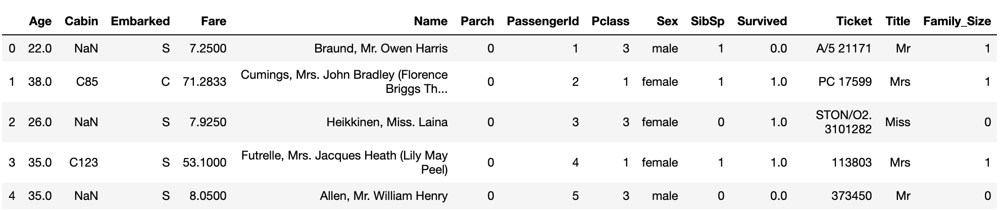 Age Cabin Embarked Fare Name Parch PassengerId Pclass Sex SibSp Survived Ticket Title Family_Size
0 22.0 NaN S 7.2500 Braund, Mr. Owen Harris 0 1 3 male 1 0.0 A/5 21171 Mr 1
1 38.0 C85 C 71.2833 Cumings, Mrs. John Bradley (Florence Briggs Th... 0 2 1 female 1 1.0 PC 17599 Mrs 1
2 26.0 NaN S 7.9250 Heikkinen, Miss. Laina 0 3 3 female 0 1.0 STON/O2. 3101282 Miss 0
3 35.0 C123 S 53.1000 Futrelle, Mrs. Jacques Heath (Lily May Peel) 0 4 1 female 1 1.0 113803 Mrs 1
4 35.0 NaN S 8.0500 Allen, Mr. William Henry 0 5 3 male 0 0.0 373450 Mr 0